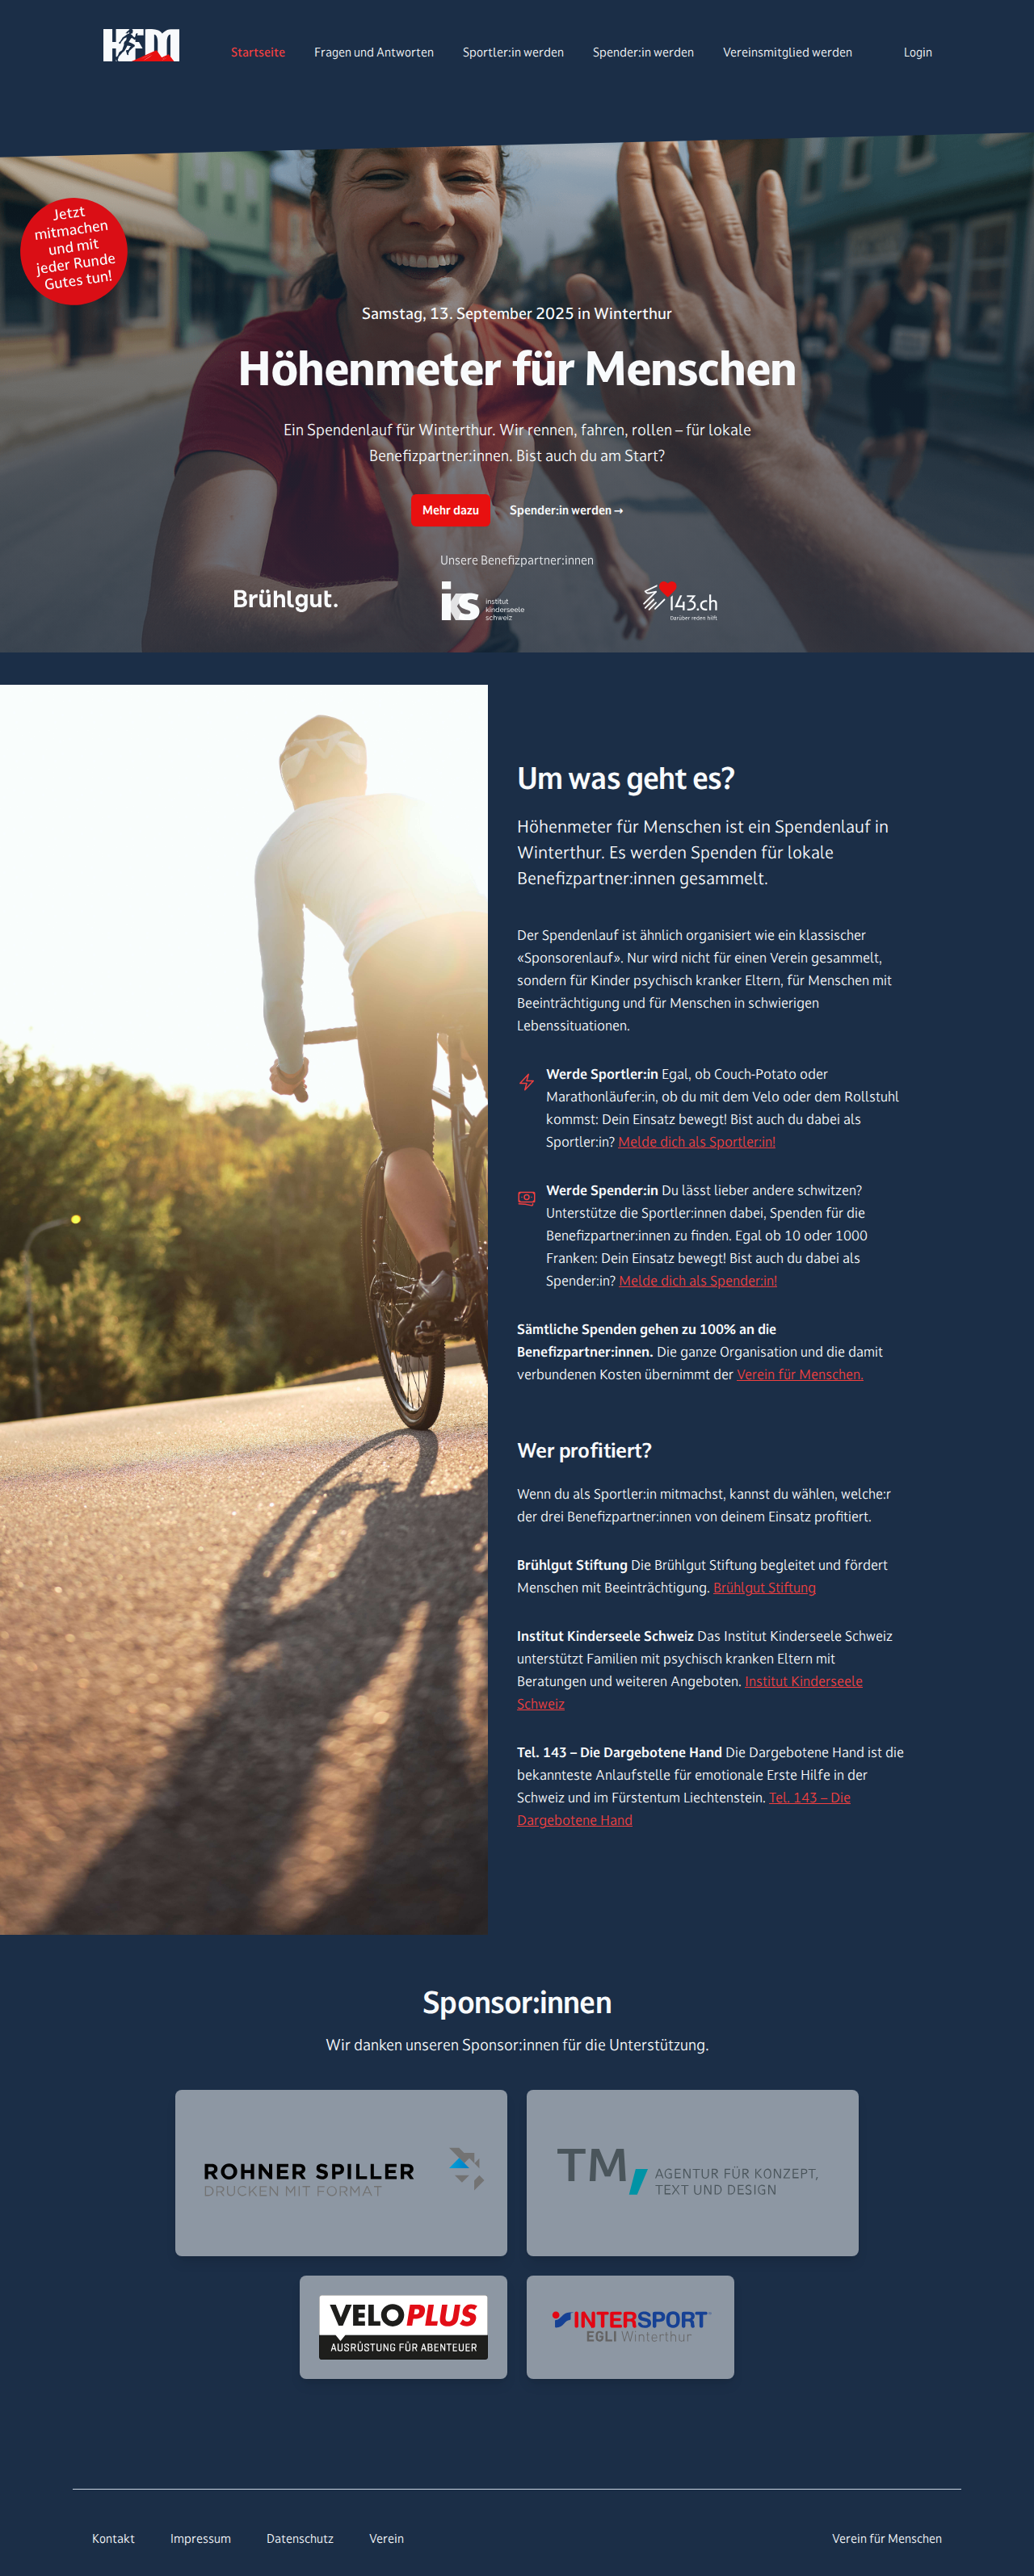 HFM
Startseite
Fragen und Antworten
Sportler:in werden
Spender:in werden
Vereinsmitglied werden
Login
Jetzt
mitmachen
und mit
jeder Runde
Gutes tun!
Samstag, 13. September 2025 in Winterthur
Höhenmeter für Menschen
Ein Spendenlauf für Winterthur. Wir rennen, fahren, rollen – für lokale
Benefizpartner:innen. Bist auch du am Start?
Mehr dazu
Spender:in werden →
Unsere Benefizpartner:innen
Brühlgut.
iks
institut
kinderseele
schweiz
143.ch
Darüber reden hilft.
Um was geht es?
Höhenmeter für Menschen ist ein Spendenlauf in
Winterthur. Es werden Spenden für lokale
Benefizpartner:innen gesammelt.
Der Spendenlauf ist ähnlich organisiert wie ein klassischer
«Sponsorenlauf». Nur wird nicht für einen Verein gesammelt,
sondern für Kinder psychisch kranker Eltern, für Menschen mit
Beeinträchtigung und für Menschen in schwierigen
Lebenssituationen.
Werde Sportler:in Egal, ob Couch-Potato oder
Marathonläufer:in, ob du mit dem Velo oder dem Rollstuhl
kommst: Dein Einsatz bewegt! Bist auch du dabei als
Sportler:in? Melde dich als Sportler:in!
Werde Spender:in Du lässt lieber andere schwitzen?
Unterstütze die Sportler:innen dabei, Spenden für die
Benefizpartner:innen zu finden. Egal ob 10 oder 1000
Franken: Dein Einsatz bewegt! Bist auch du dabei als
Spender:in? Melde dich als Spender:in!
Sämtliche Spenden gehen zu 100% an die
Benefizpartner:innen. Die ganze Organisation und die damit
verbundenen Kosten übernimmt der Verein für Menschen.
Wer profitiert?
Wenn du als Sportler:in mitmachst, kannst du wählen, welche:r
der drei Benefizpartner:innen von deinem Einsatz profitiert.
Brühlgut Stiftung Die Brühlgut Stiftung begleitet und fördert
Menschen mit Beeinträchtigung. Brühlgut Stiftung
Institut Kinderseele Schweiz Das Institut Kinderseele Schweiz
unterstützt Familien mit psychisch kranken Eltern mit
Beratungen und weiteren Angeboten. Institut Kinderseele
Schweiz
Tel. 143 – Die Dargebotene Hand Die Dargebotene Hand ist die
bekannteste Anlaufstelle für emotionale Erste Hilfe in der
Schweiz und im Fürstentum Liechtenstein. Tel. 143 – Die
Dargebotene Hand
Sponsor:innen
Wir danken unseren Sponsor:innen für die Unterstützung.
ROHNER SPILLER
DRUCKEN MIT FORMAT
TM
AGENTUR FÜR KONZEPT,
TEXT UND DESIGN
VELOPLUS
AUSRÜSTUNG FÜR ABENTEUER
INTERSPORT
EGLI Winterthur
Kontakt
Impressum
Datenschutz
Verein
Verein für Menschen